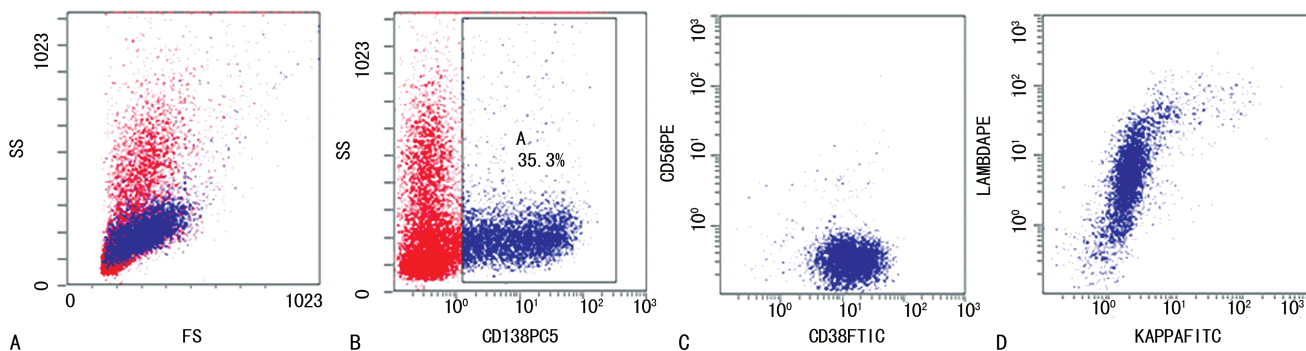 1023
SS
0
0
1023
FS
A
1023
SS
0
A
35.3%
10⁰
10¹
10²
10³
CD138PC5
B
10³
10²
10¹
10⁰
CD56PE
10⁰
10¹
10²
10³
CD38FTIC
C
10³
10²
10¹
10⁰
LAMBDAPE
10⁰
10¹
10²
10³
KAPPAFITC
D